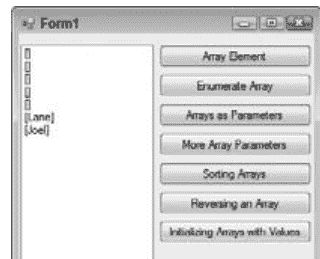 Form1
[]
[]
[]
[]
[]
[Lane]
[Joel]
Array Element
Enumerate Array
Arrays as Parameters
More Array Parameters
Sorting Arrays
Reversing an Array
Initializing Arrays with Values